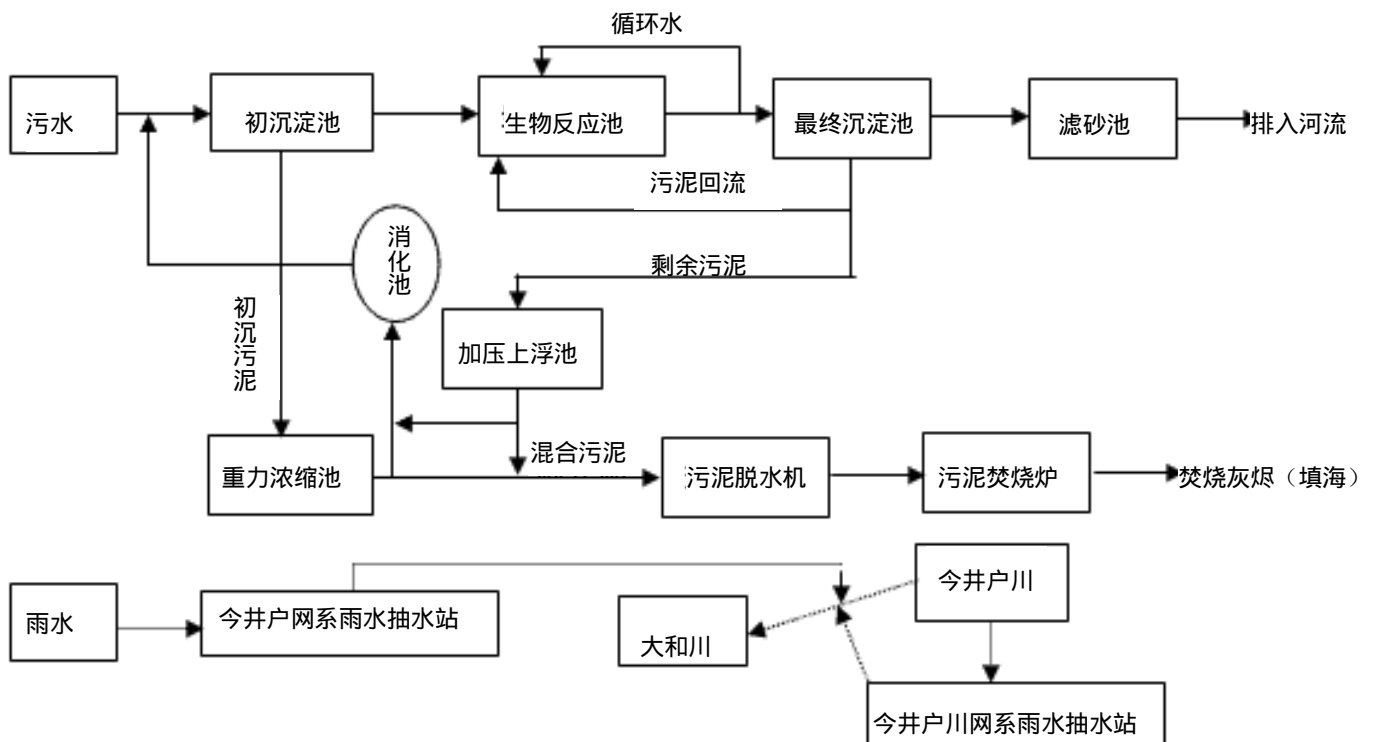 循环水
污水
初沉淀池
生物反应池
最终沉淀池
滤砂池
排入河流
污泥回流
消化池
剩余污泥
初沉污泥
加压上浮池
混合污泥
重力浓缩池
污泥脱水机
污泥焚烧炉
焚烧灰烬（填海）
雨水
今井户网系雨水抽水站
大和川
今井户川
今井户川网系雨水抽水站